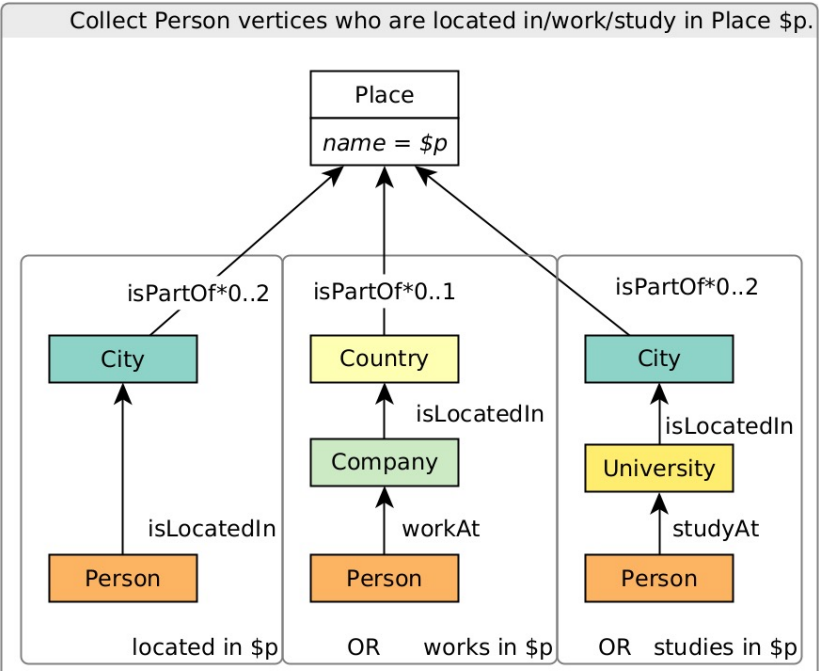 Collect Person vertices who are located in/work/study in Place $p.
Place
name = $p
isPartOf*0..2
isPartOf*0..1
isPartOf*0..2
City
Country
City
isLocatedIn
isLocatedIn
Company
University
isLocatedIn
workAt
studyAt
Person
Person
Person
located in $p
OR
works in $p
OR
studies in $p